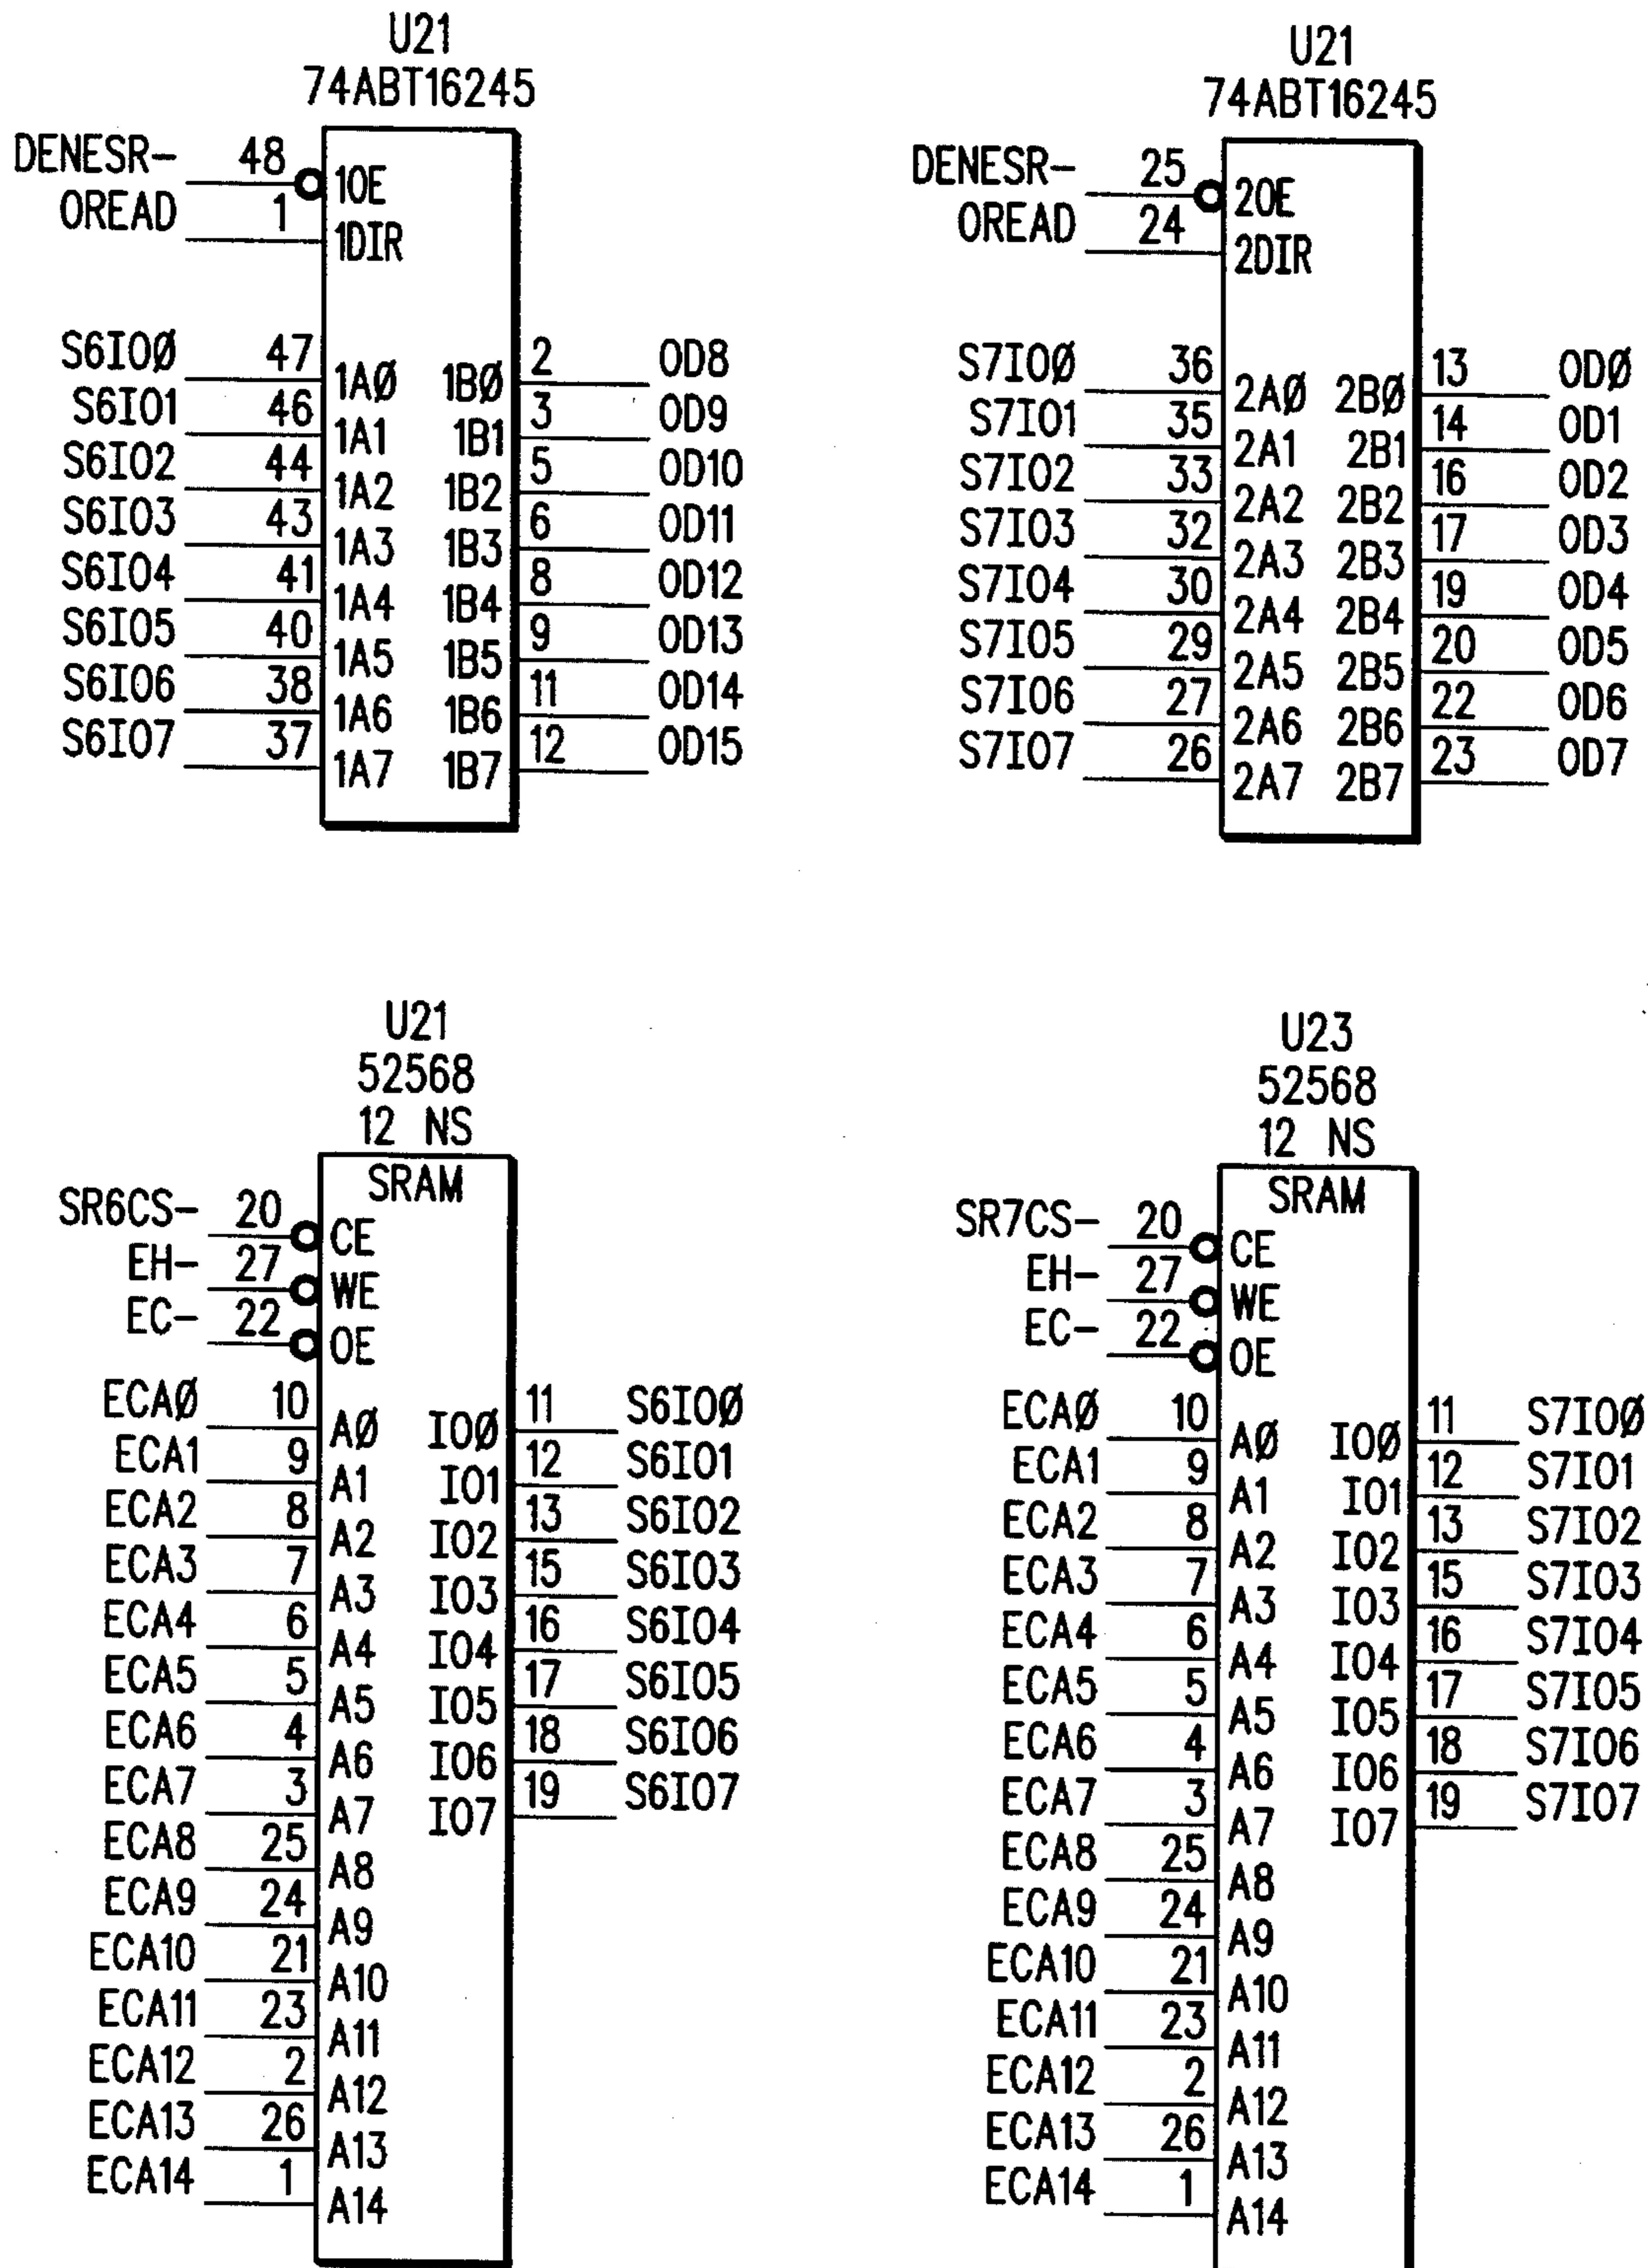 U21
74ABT16245
DENESR- 48 1OE
OREAD 1 1DIR
S6IOØ 47 1AØ 1BØ 2 OD8
S6IO1 46 1A1 1B1 3 OD9
S6IO2 44 1A2 1B2 5 OD10
S6IO3 43 1A3 1B3 6 OD11
S6IO4 41 1A4 1B4 8 OD12
S6IO5 40 1A5 1B5 9 OD13
S6IO6 38 1A6 1B6 11 OD14
S6IO7 37 1A7 1B7 12 OD15
U21
74ABT16245
DENESR- 25 2OE
OREAD 24 2DIR
S7IOØ 36 2AØ 2BØ 13 ODØ
S7IO1 35 2A1 2B1 14 OD1
S7IO2 33 2A2 2B2 16 OD2
S7IO3 32 2A3 2B3 17 OD3
S7IO4 30 2A4 2B4 19 OD4
S7IO5 29 2A5 2B5 20 OD5
S7IO6 27 2A6 2B6 22 OD6
S7IO7 26 2A7 2B7 23 OD7
U21
52568
12 NS
SRAM
SR6CS- 20 CE
EH- 27 WE
EC- 22 OE
ECAØ 10 AØ IOØ 11 S6IOØ
ECA1 9 A1 IO1 12 S6IO1
ECA2 8 A2 IO2 13 S6IO2
ECA3 7 A3 IO3 15 S6IO3
ECA4 6 A4 IO4 16 S6IO4
ECA5 5 A5 IO5 17 S6IO5
ECA6 4 A6 IO6 18 S6IO6
ECA7 3 A7 IO7 19 S6IO7
ECA8 25 A8
ECA9 24 A9
ECA10 21 A10
ECA11 23 A11
ECA12 2 A12
ECA13 26 A13
ECA14 1 A14
U23
52568
12 NS
SRAM
SR7CS- 20 CE
EH- 27 WE
EC- 22 OE
ECAØ 10 AØ IOØ 11 S7IOØ
ECA1 9 A1 IO1 12 S7IO1
ECA2 8 A2 IO2 13 S7IO2
ECA3 7 A3 IO3 15 S7IO3
ECA4 6 A4 IO4 16 S7IO4
ECA5 5 A5 IO5 17 S7IO5
ECA6 4 A6 IO6 18 S7IO6
ECA7 3 A7 IO7 19 S7IO7
ECA8 25 A8
ECA9 24 A9
ECA10 21 A10
ECA11 23 A11
ECA12 2 A12
ECA13 26 A13
ECA14 1 A14